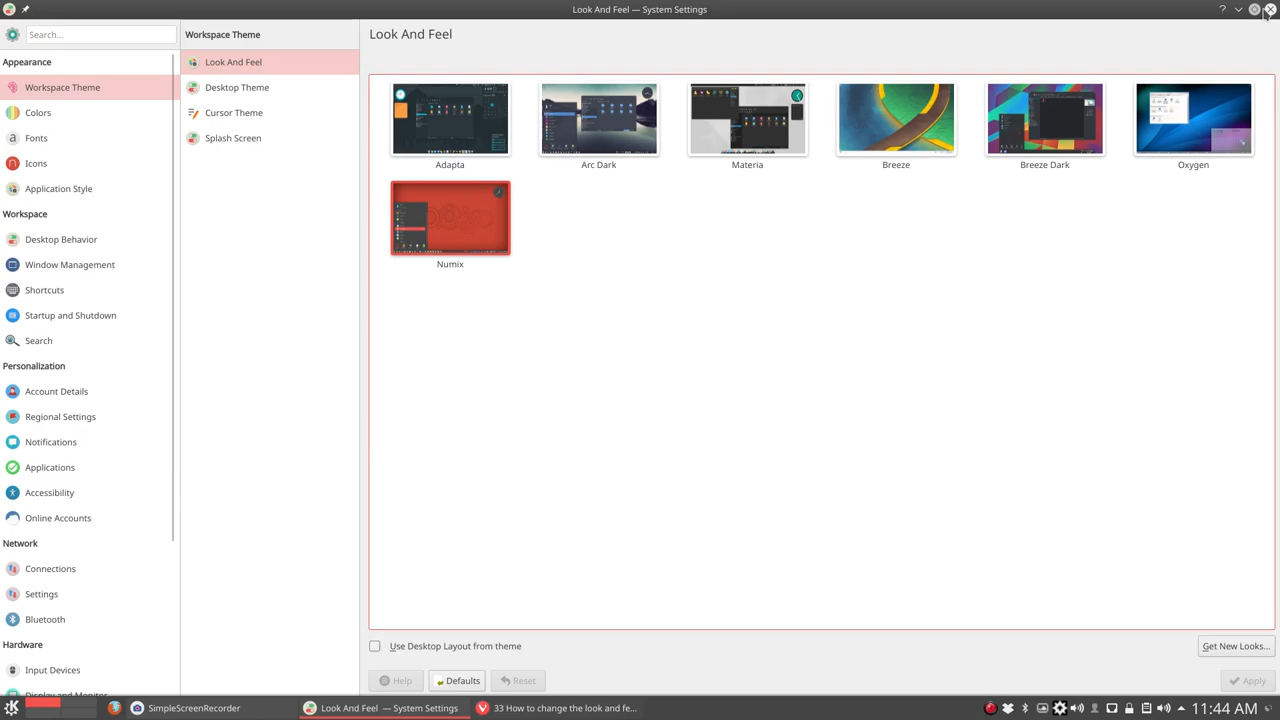 Look And Feel — System Settings
Search...
Workspace Theme
Look And Feel
Appearance
Workspace Theme
Colors
Fonts
Icons
Application Style
Workspace
Desktop Behavior
Window Management
Shortcuts
Startup and Shutdown
Search
Personalization
Account Details
Regional Settings
Notifications
Applications
Accessibility
Online Accounts
Network
Connections
Settings
Bluetooth
Hardware
Input Devices
Display and Monitor
Look And Feel
Desktop Theme
Cursor Theme
Splash Screen
Adapta
Arc Dark
Materia
Breeze
Breeze Dark
Oxygen
Numix
Use Desktop Layout from theme
Get New Looks...
Help
Defaults
Reset
Apply
SimpleScreenRecorder
Look And Feel — System Settings
33 How to change the look and fe...
11:44 AM